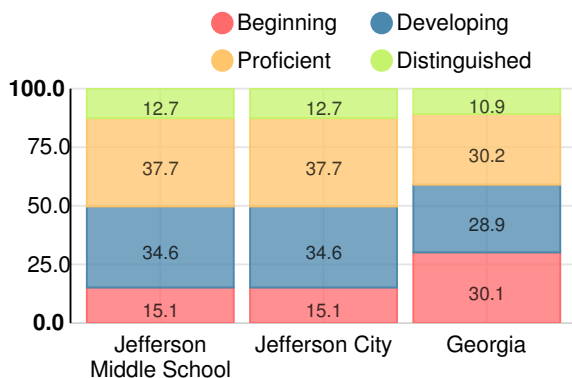 Beginning
Developing
Proficient
Distinguished
100.0
75.0
50.0
25.0
0.0
12.7
12.7
10.9
37.7
37.7
30.2
34.6
34.6
28.9
15.1
15.1
30.1
Jefferson
Middle School
Jefferson City
Georgia